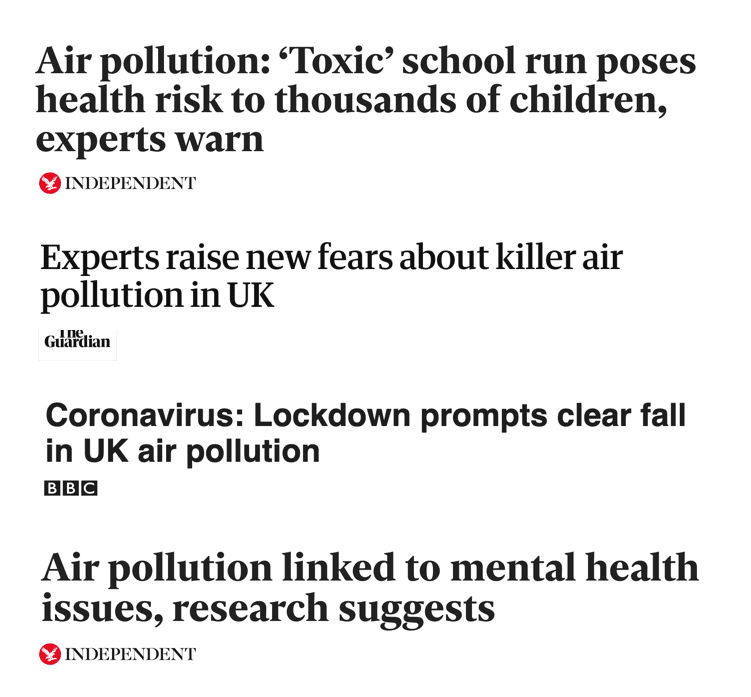 Air pollution: ‘Toxic’ school run poses
health risk to thousands of children,
experts warn
INDEPENDENT
Experts raise new fears about killer air
pollution in UK
The
Guardian
Coronavirus: Lockdown prompts clear fall
in UK air pollution
BBC
Air pollution linked to mental health
issues, research suggests
INDEPENDENT